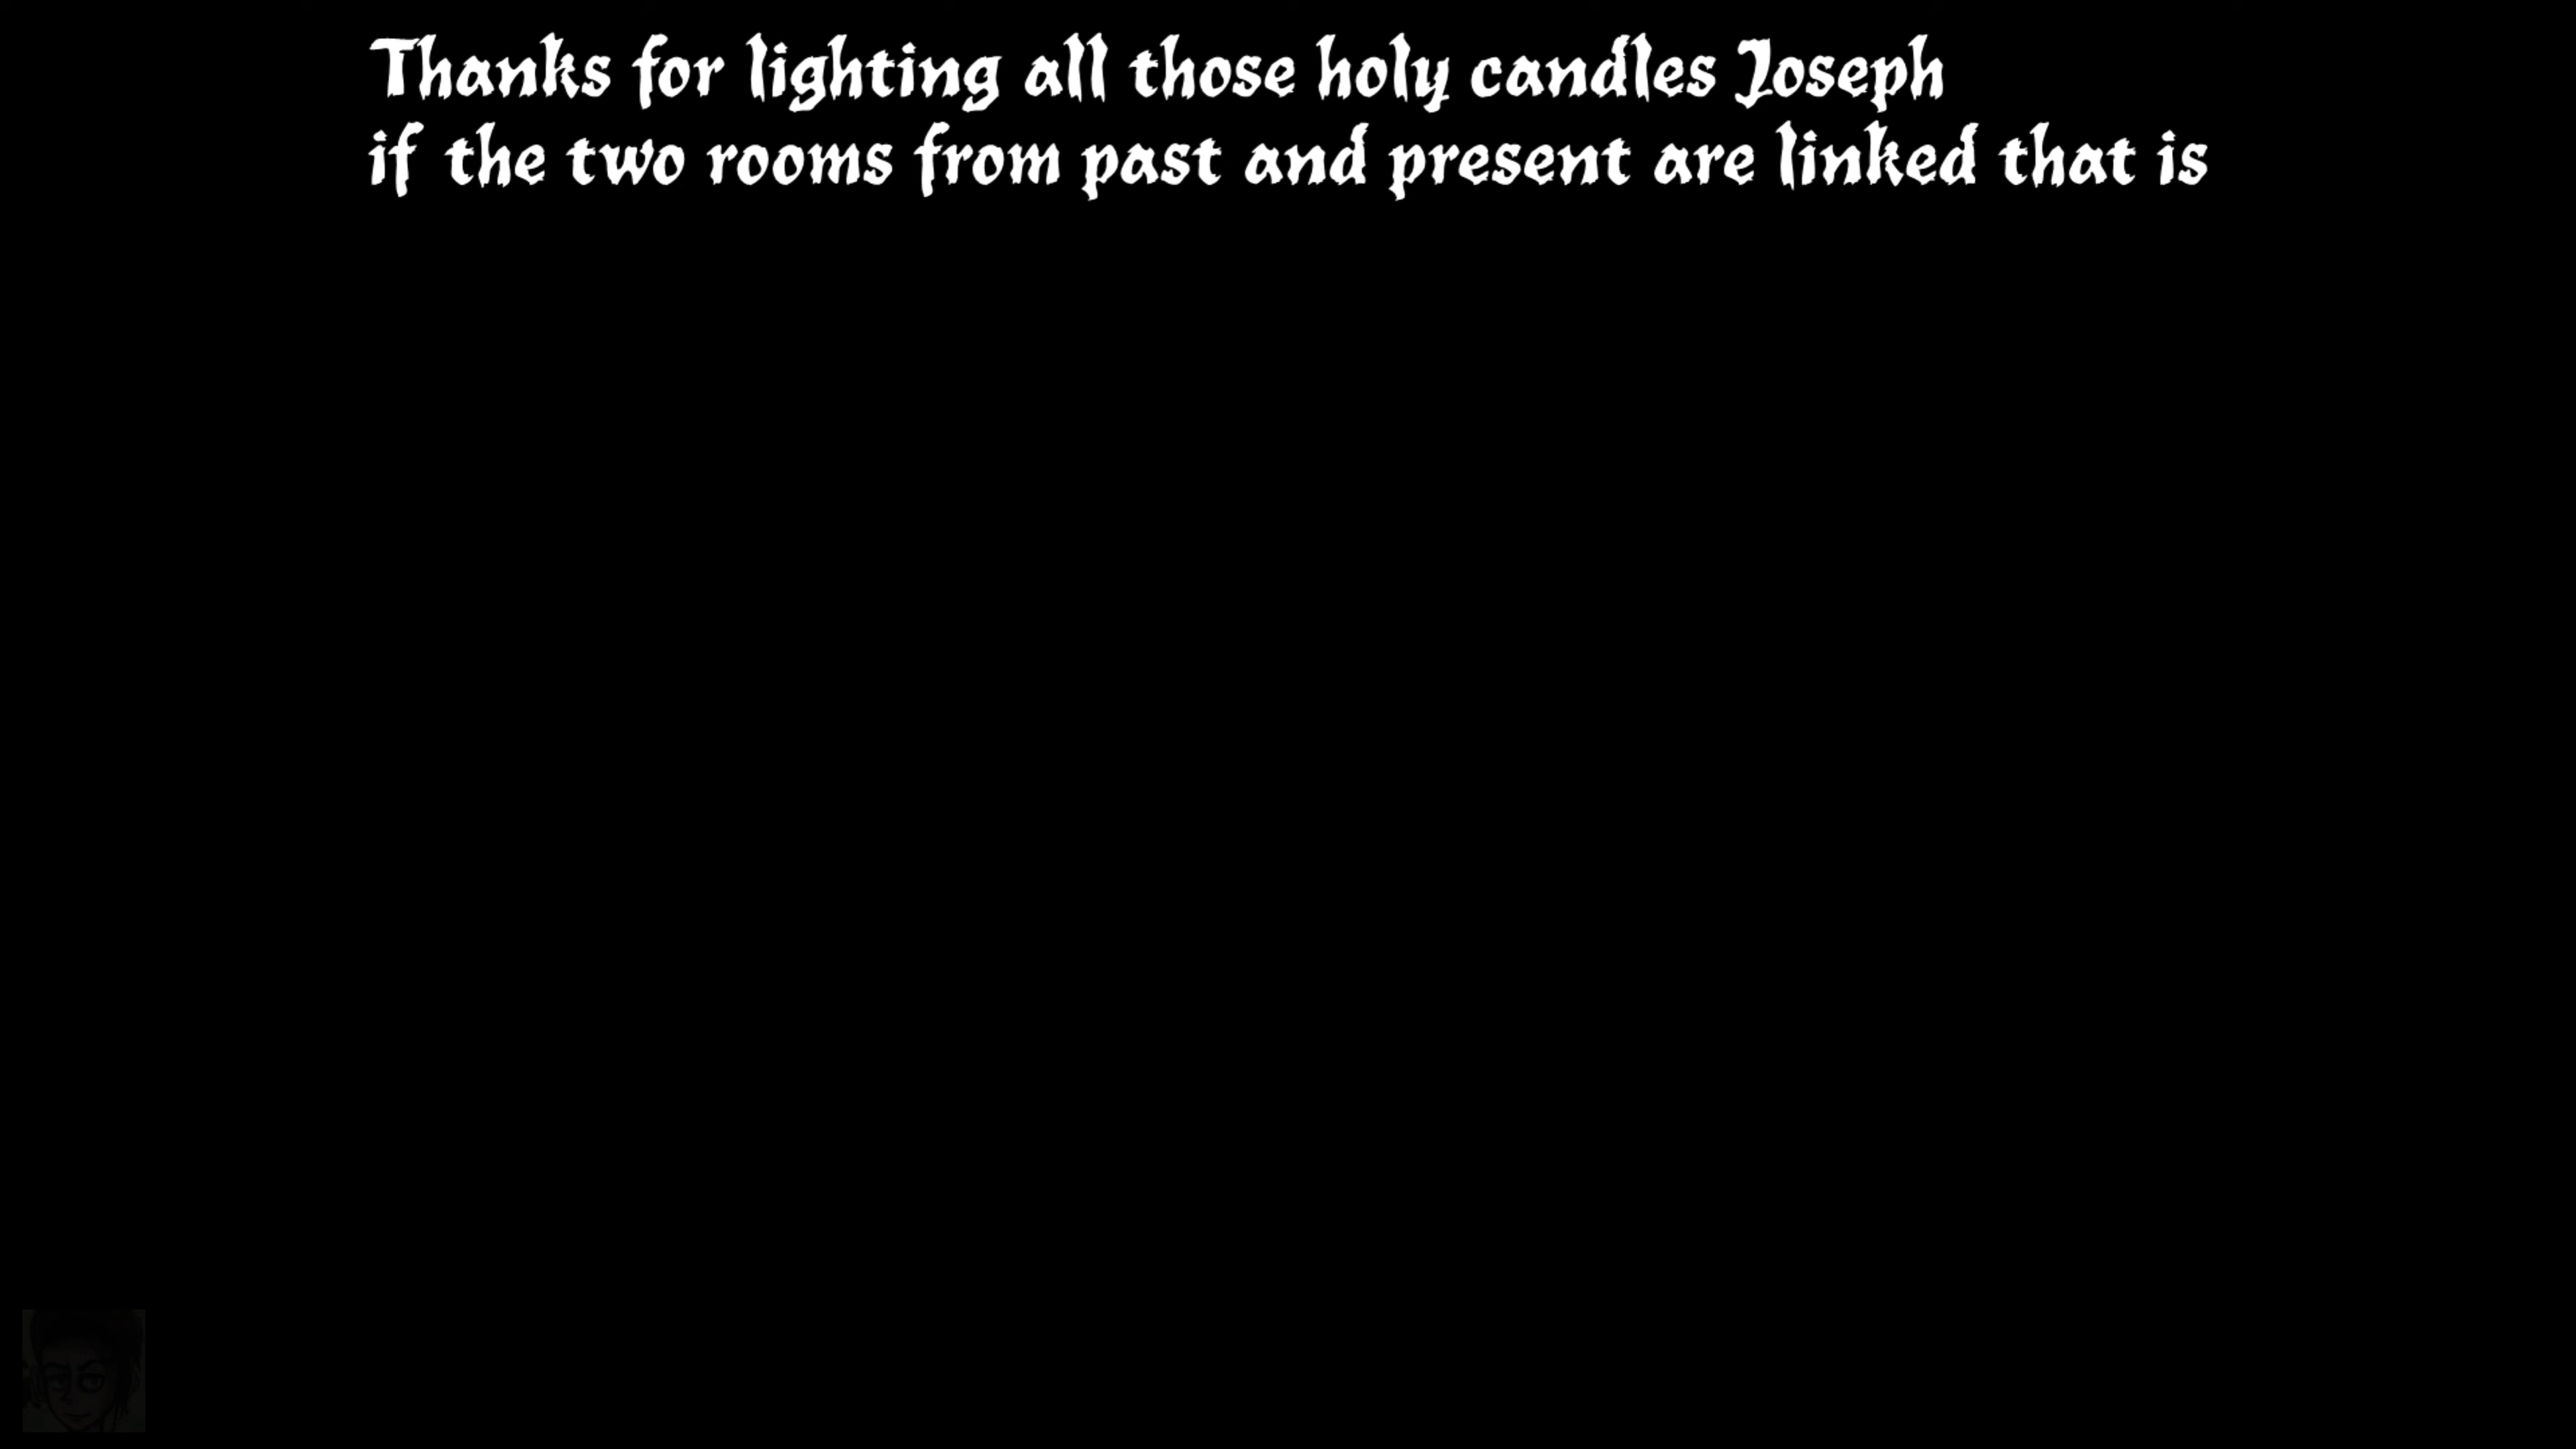 Thanks for lighting all those holy candles Joseph
if the two rooms from past and present are linked that is